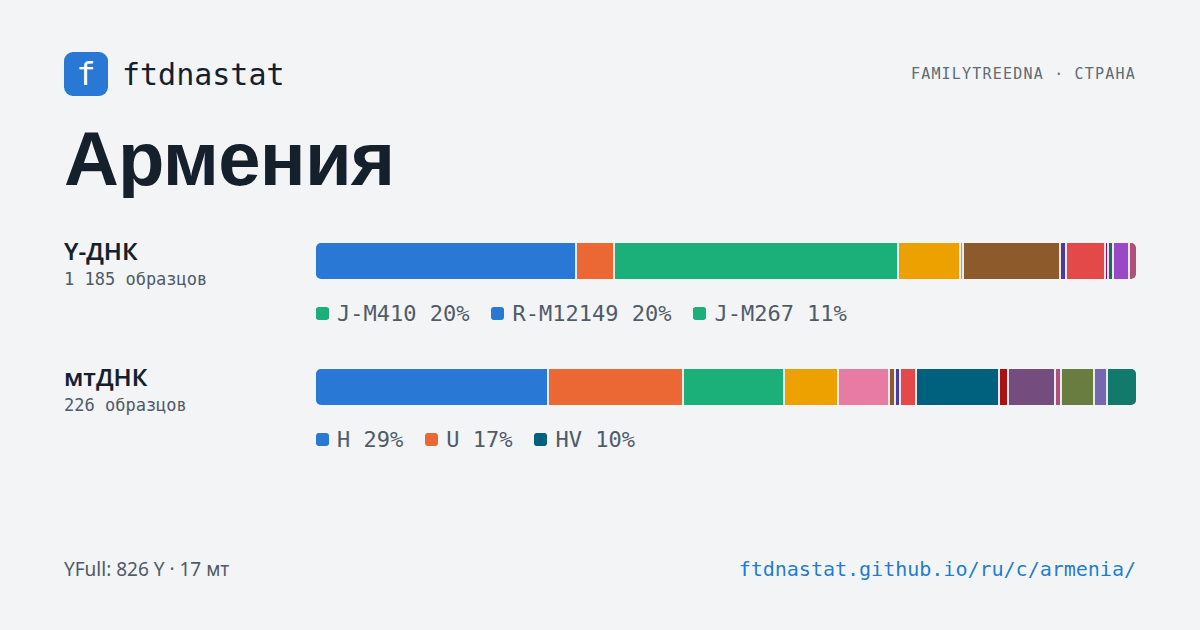 f ftdnastat
FAMILYTREEDNA · СТРАНА
Армения
Y-ДНК
1 185 образцов
J-M410 20% R-M12149 20% J-M267 11%
мтДНК
226 образцов
H 29% U 17% HV 10%
YFull: 826 Y · 17 мт
ftdnastat.github.io/ru/c/armenia/